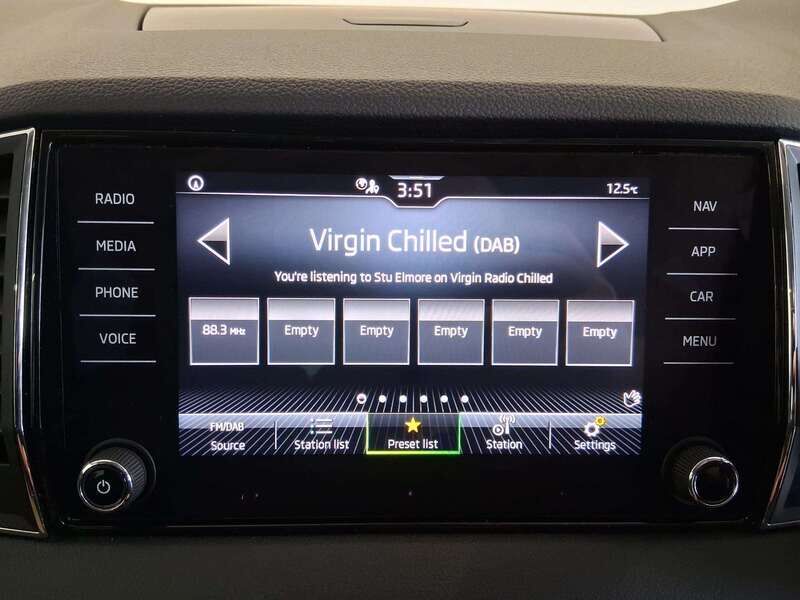 RADIO
MEDIA
PHONE
VOICE
3:51
12.5°C
Virgin Chilled (DAB)
You're listening to Stu Elmore on Virgin Radio Chilled
88.3 MHz
Empty
Empty
Empty
Empty
Empty
FM/DAB
Source
Station list
Preset list
Station
Settings
NAV
APP
CAR
MENU